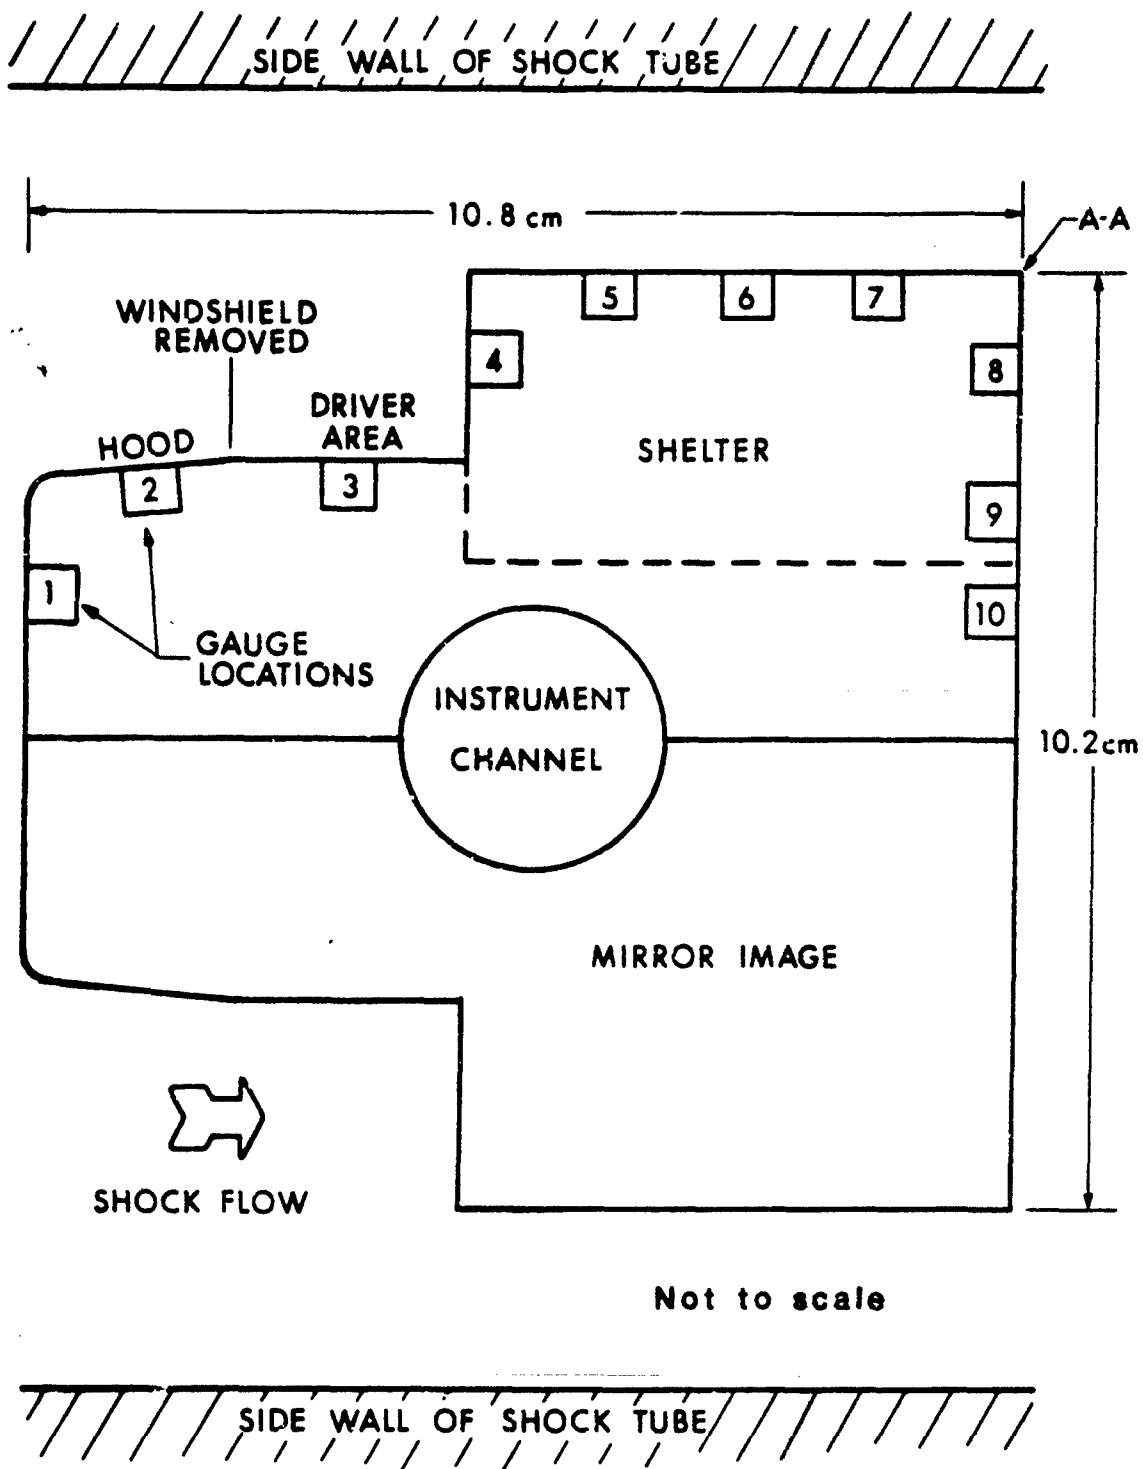 SIDE WALL OF SHOCK TUBE
10.8 cm
A-A
WINDSHIELD
REMOVED
5
6
7
4
8
DRIVER
AREA
HOOD
SHELTER
2
3
9
1
10
GAUGE
LOCATIONS
INSTRUMENT
CHANNEL
10.2 cm
MIRROR IMAGE
SHOCK FLOW
Not to scale
SIDE WALL OF SHOCK TUBE